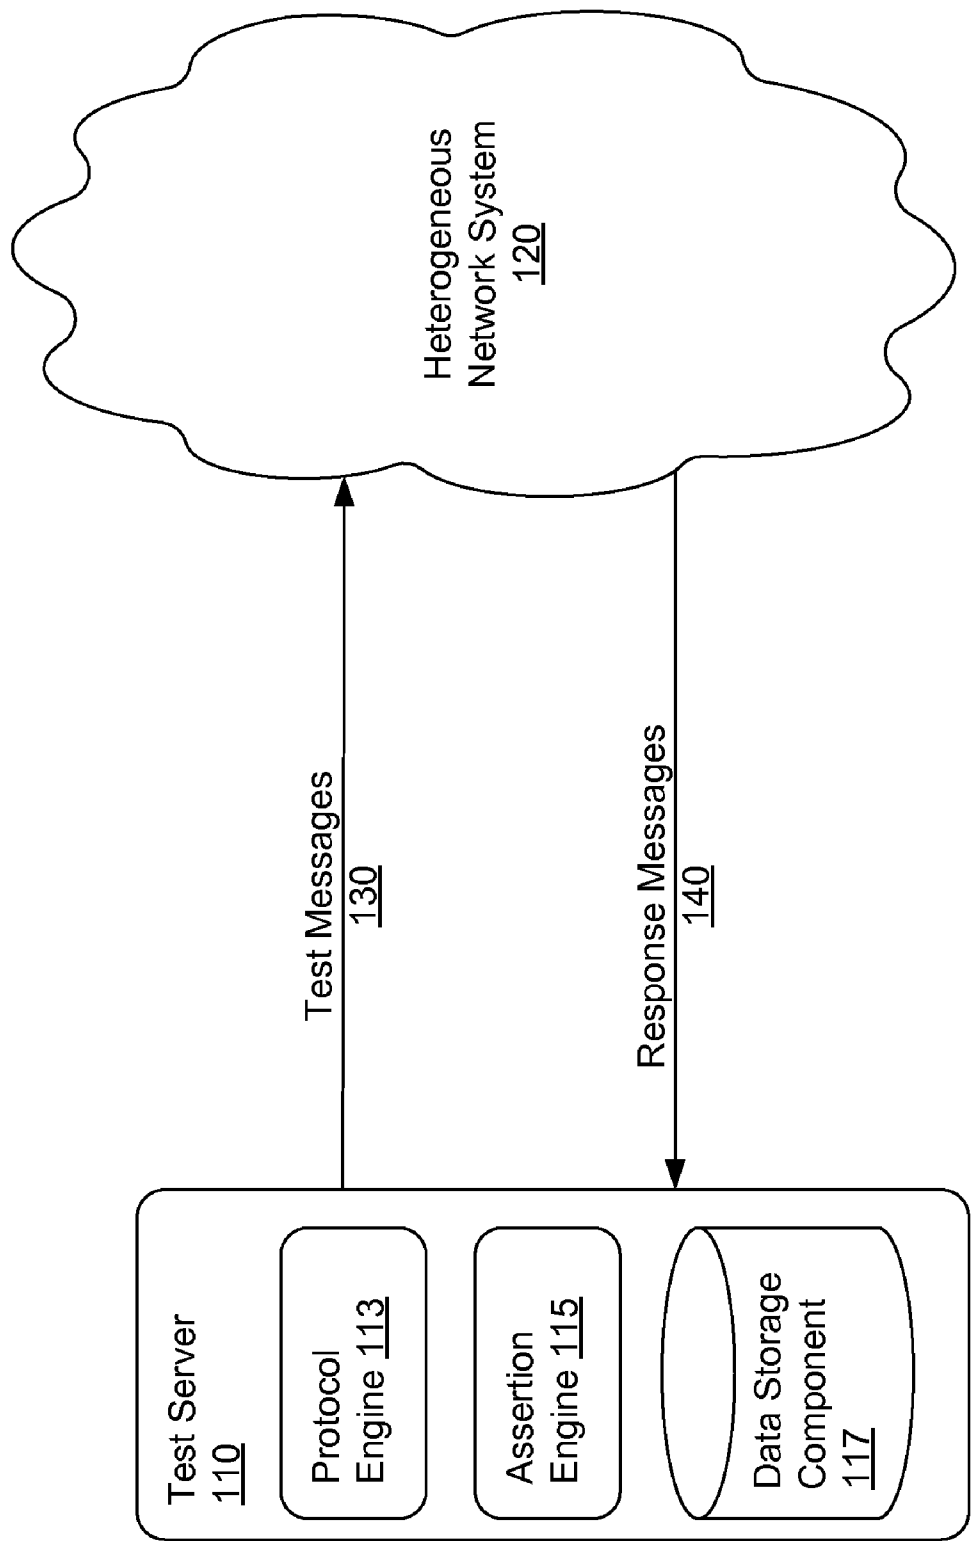 Test Server
110
Protocol
Engine 113
Assertion
Engine 115
Data Storage
Component
117
Test Messages
130
Response Messages
140
Heterogeneous
Network System
120